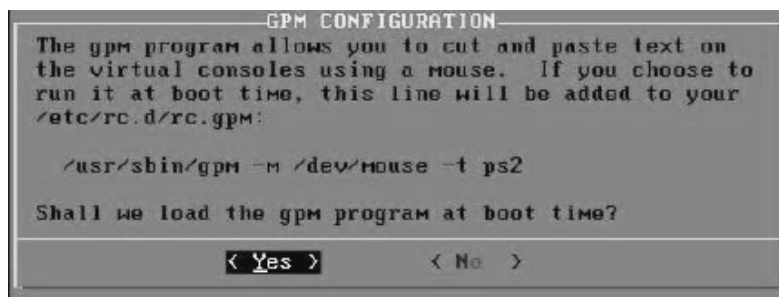 GPM CONFIGURATION
The gpm program allows you to cut and paste text on
the virtual consoles using a mouse.  If you choose to
run it at boot time, this line will be added to your
/etc/rc.d/rc.gpm:
/usr/sbin/gpm -m /dev/mouse -t ps2
Shall we load the gpm program at boot time?
< Yes > < No >